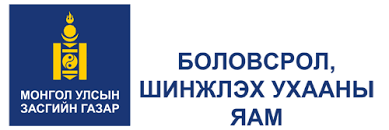 МОНГОЛ УЛСЫН
ЗАСГИЙН ГАЗАР
БОЛОВСРОЛ,
ШИНЖЛЭХ УХААНЫ
ЯАМ